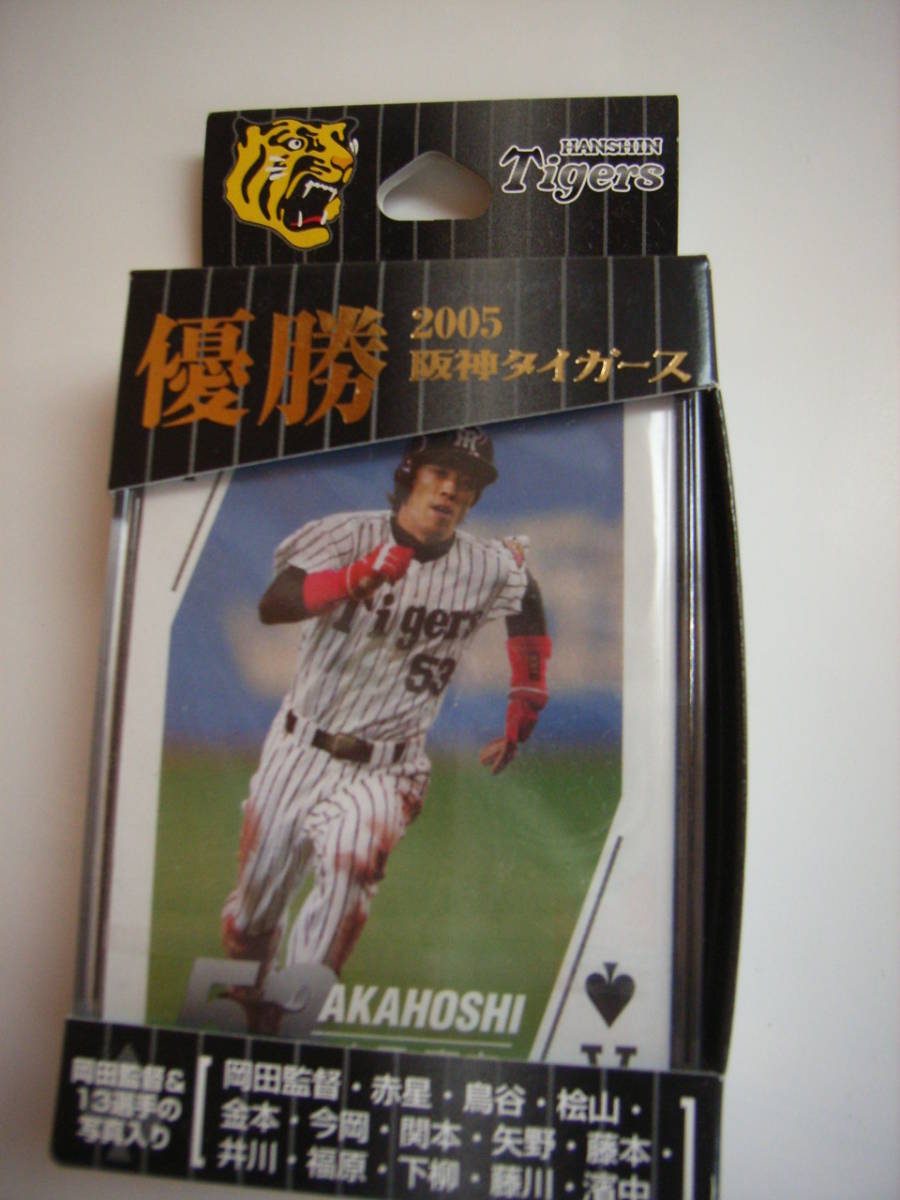 HANSHIN
Tigers
優勝
2005
阪神タイガース
Tigers
53
53
AKAHOSHI
岡田監督&
13選手の
写真入り
岡田監督・赤星・鳥谷・桧山・
金本・今岡・関本・矢野・藤本・
井川・福原・下柳・藤川・濱中